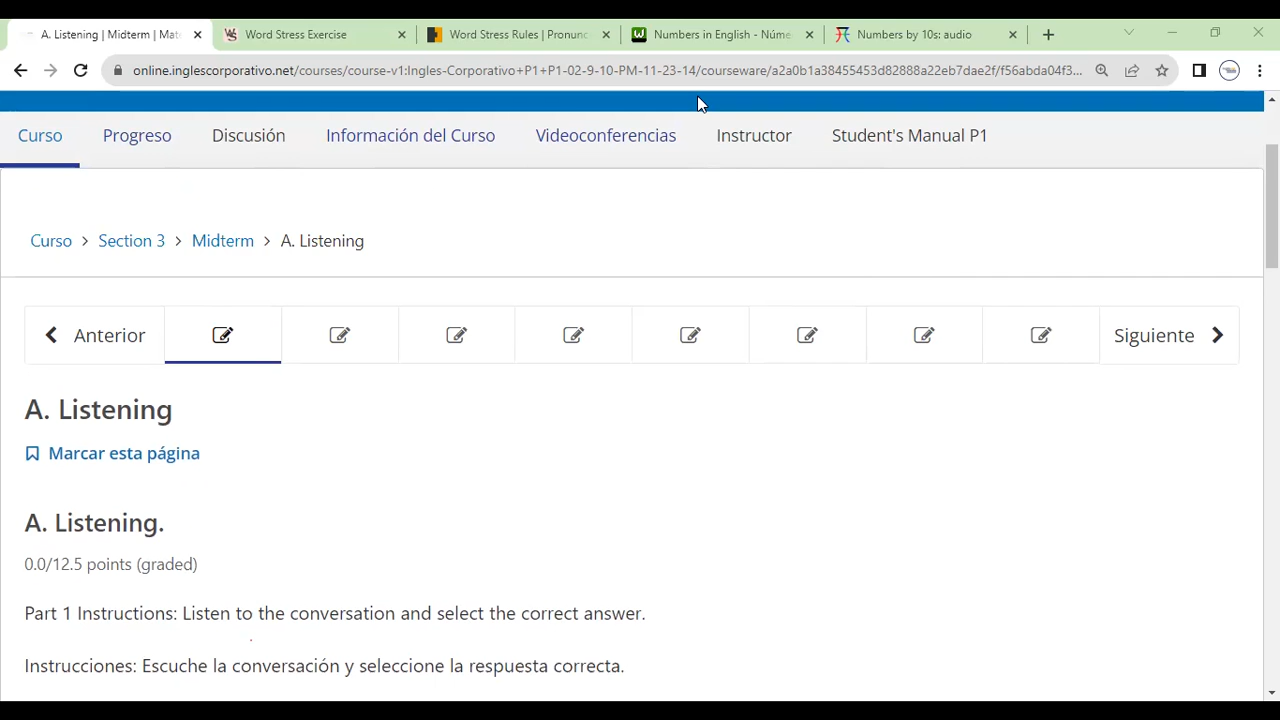 A. Listening | Midterm | Mate
Word Stress Exercise
Word Stress Rules | Pronunc
Numbers in English - Núme
Numbers by 10s: audio
online.inglescorporativo.net/courses/course-v1:Ingles-Corporativo+P1+P1-02-9-10-PM-11-23-14/courseware/a2a0b1a38455453d82888a22eb7dae2f/f56abda04f3...
Curso Progreso Discusión Información del Curso Videoconferencias Instructor Student's Manual P1
Curso > Section 3 > Midterm > A. Listening
Anterior
Siguiente
A. Listening
Marcar esta página
A. Listening.
0.0/12.5 points (graded)
Part 1 Instructions: Listen to the conversation and select the correct answer.
Instrucciones: Escuche la conversación y seleccione la respuesta correcta.